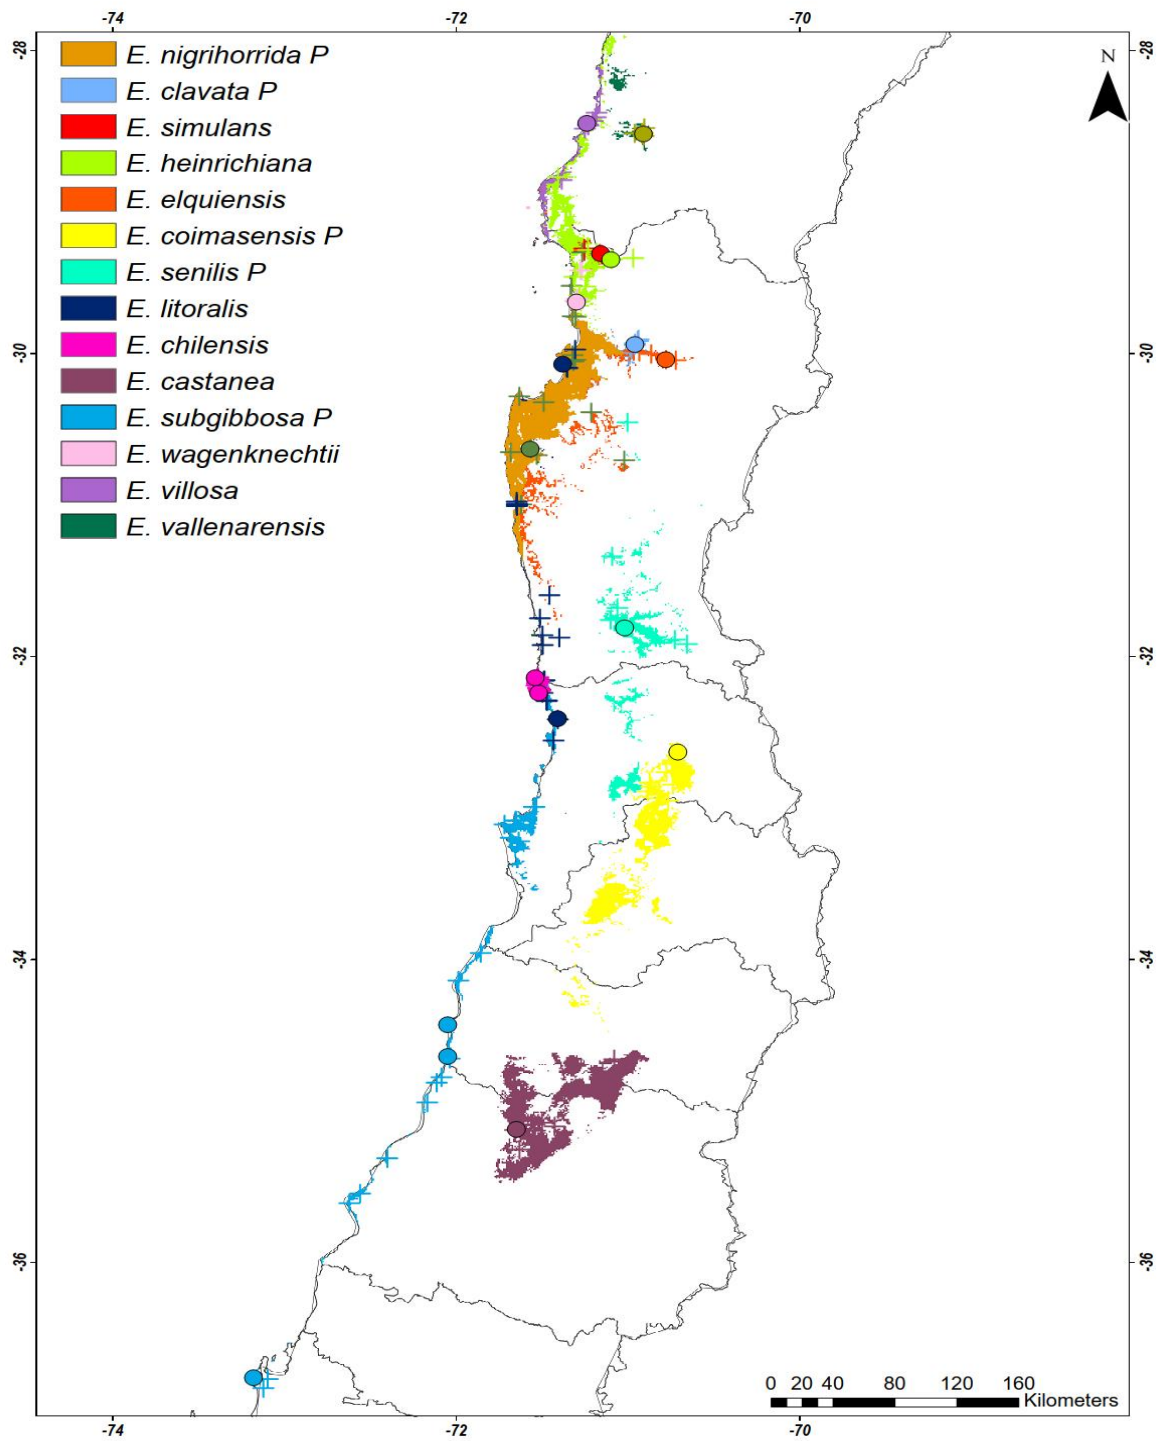 -74 -72 -70
-28 -28
E. nigrihorrida P
E. clavata P
E. simulans
E. heinrichiana
E. elquiensis
E. coimasensis P
E. senilis P
E. litoralis
E. chilensis
E. castanea
E. subgibbosa P
E. wagenknechtii
E. villosa
E. vallenarensis
N
-30 -30
-32 -32
-34 -34
-36 -36
0 20 40 80 120 160
Kilometers
-74 -72 -70